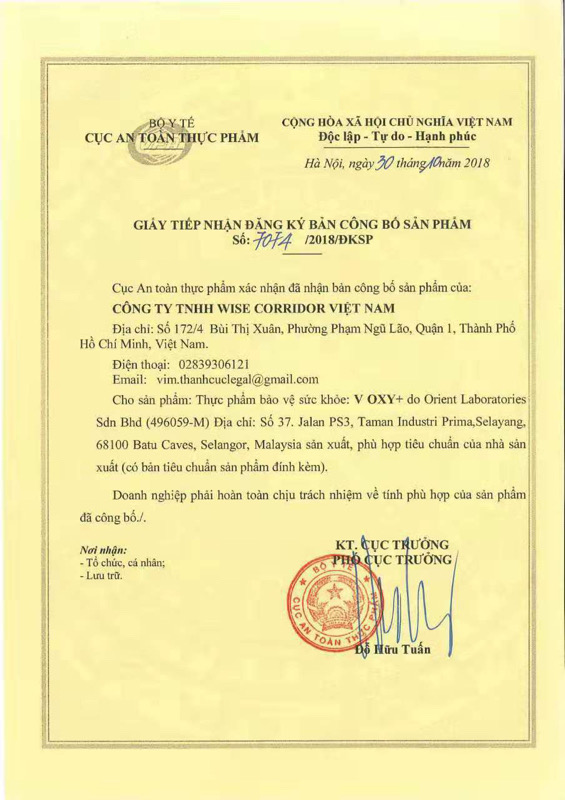 BỘ Y TẾ
CỤC AN TOÀN THỰC PHẨM
CỘNG HÒA XÃ HỘI CHỦ NGHĨA VIỆT NAM
Độc lập - Tự do - Hạnh phúc
Hà Nội, ngày 30 tháng 10 năm 2018
GIẤY TIẾP NHẬN ĐĂNG KÝ BẢN CÔNG BỐ SẢN PHẨM
Số: 7074 /2018/ĐKSP
Cục An toàn thực phẩm xác nhận đã nhận bản công bố sản phẩm của:
CÔNG TY TNHH WISE CORRIDOR VIỆT NAM
Địa chỉ: Số 172/4 Bùi Thị Xuân, Phường Phạm Ngũ Lão, Quận 1, Thành Phố
Hồ Chí Minh, Việt Nam.
Điện thoại: 02839306121
Email: vim.thanhcuclegal@gmail.com
Cho sản phẩm: Thực phẩm bảo vệ sức khỏe: V OXY+ do Orient Laboratories
Sdn Bhd (496059-M) Địa chỉ: Số 37. Jalan PS3, Taman Industri Prima,Selayang,
68100 Batu Caves, Selangor, Malaysia sản xuất, phù hợp tiêu chuẩn của nhà sản
xuất (có bản tiêu chuẩn sản phẩm đính kèm).
Doanh nghiệp phải hoàn toàn chịu trách nhiệm về tính phù hợp của sản phẩm
đã công bố./.
Nơi nhận:
- Tổ chức, cá nhân;
- Lưu trữ.
KT. CỤC TRƯỞNG
PHÓ CỤC TRƯỞNG
BỘ Y TẾ
CỤC AN TOÀN THỰC PHẨM
Đỗ Hữu Tuấn